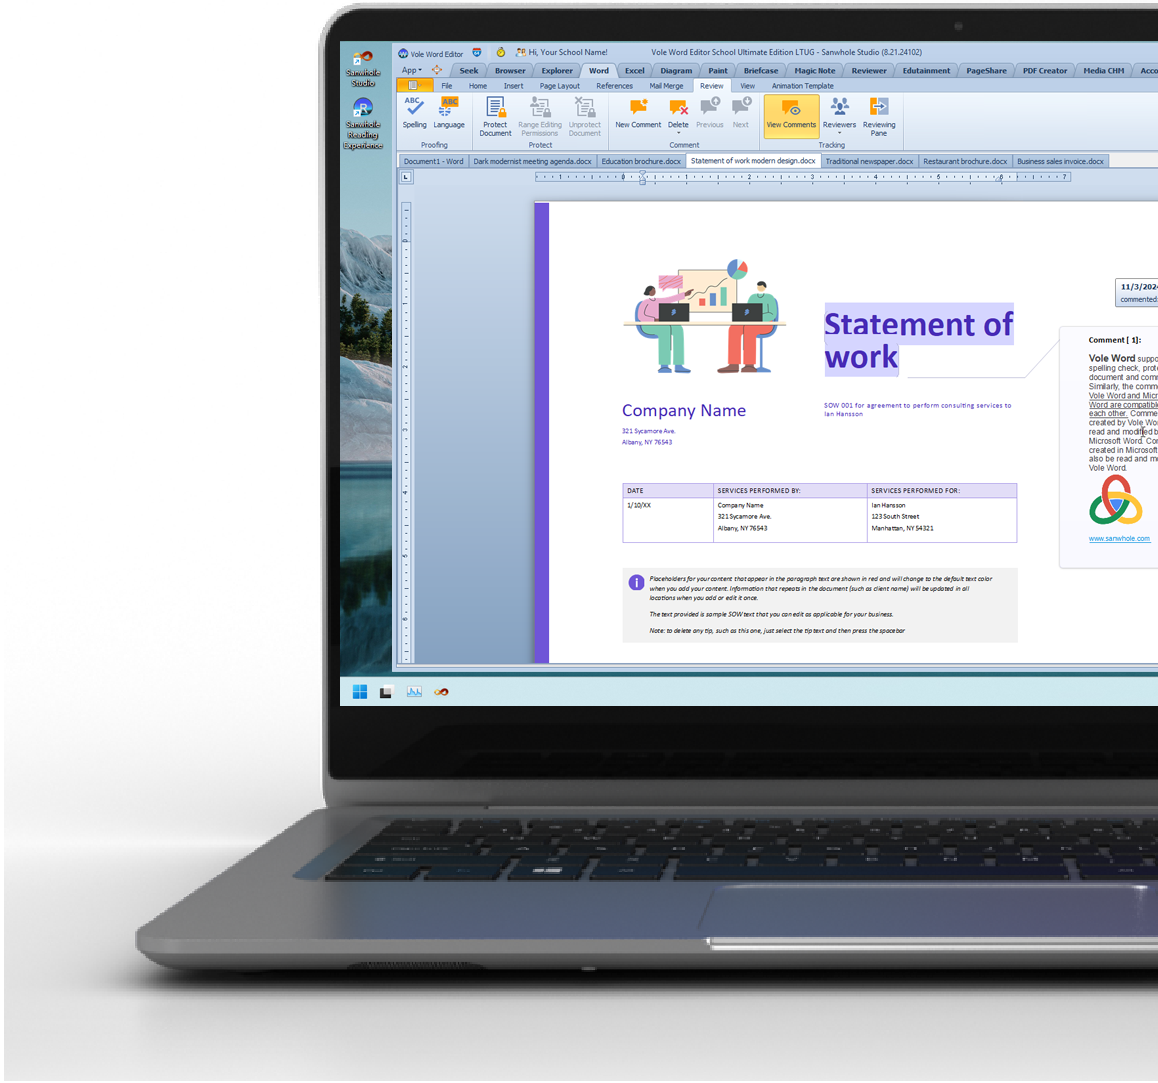 Sanwhole
Studio
Sanwhole
Reading
Experience
Vole Word Editor
Hi, Your School Name!
Vole Word Editor School Ultimate Edition LTUG - Sanwhole Studio (8.21.24102)
App
Seek
Browser
Explorer
Word
Excel
Diagram
Paint
Briefcase
Magic Note
Reviewer
Edutainment
PageShare
PDF Creator
Media CHM
Acco
File
Home
Insert
Page Layout
References
Mail Merge
Review
View
Animation Template
ABC
Spelling
ABC
Language
Proofing
Protect
Document
Range Editing
Permissions
Unprotect
Document
Protect
New Comment
Delete
Previous
Next
Comment
View Comments
Reviewers
Reviewing
Pane
Tracking
Document1 - Word
Dark modernist meeting agenda.docx
Education brochure.docx
Statement of work modern design.docx
Traditional newspaper.docx
Restaurant brochure.docx
Business sales invoice.docx
Statement of
work
Company Name
321 Sycamore Ave.
Albany, NY 76543
SOW 001 for agreement to perform consulting services to
Ian Hansson
DATE
SERVICES PERFORMED BY:
SERVICES PERFORMED FOR:
1/10/XX
Company Name
321 Sycamore Ave.
Albany, NY 76543
Ian Hansson
123 South Street
Manhattan, NY 54321
Placeholders for your content that appear in the paragraph text are shown in red and will change to the default text color
when you add your content. Information that repeats in the document (such as client name) will be updated in all
locations when you add or edit it once.
The text provided is sample SOW text that you can edit as applicable for your business.
Note: to delete any tip, such as this one, just select the tip text and then press the spacebar
11/3/2024
commented:
Comment [ 1]:
Vole Word suppo
spelling check, prote
document and comm
Similarly, the comme
Vole Word and Micr
Word are compatible
each other. Comme
created by Vole Wo
read and modified b
Microsoft Word. Co
created in Microsoft
also be read and mo
Vole Word.
www.sanwhole.com